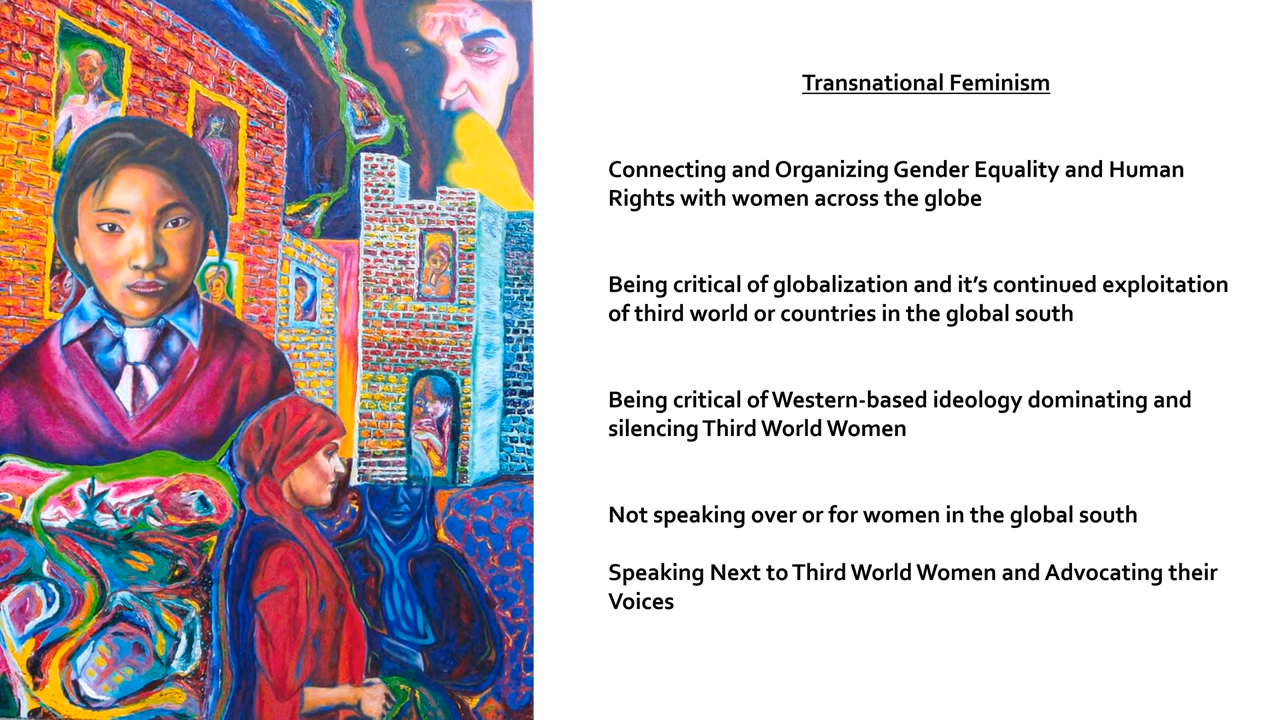 Transnational Feminism
Connecting and Organizing Gender Equality and Human
Rights with women across the globe
Being critical of globalization and it’s continued exploitation
of third world or countries in the global south
Being critical of Western-based ideology dominating and
silencing Third World Women
Not speaking over or for women in the global south
Speaking Next to Third World Women and Advocating their
Voices